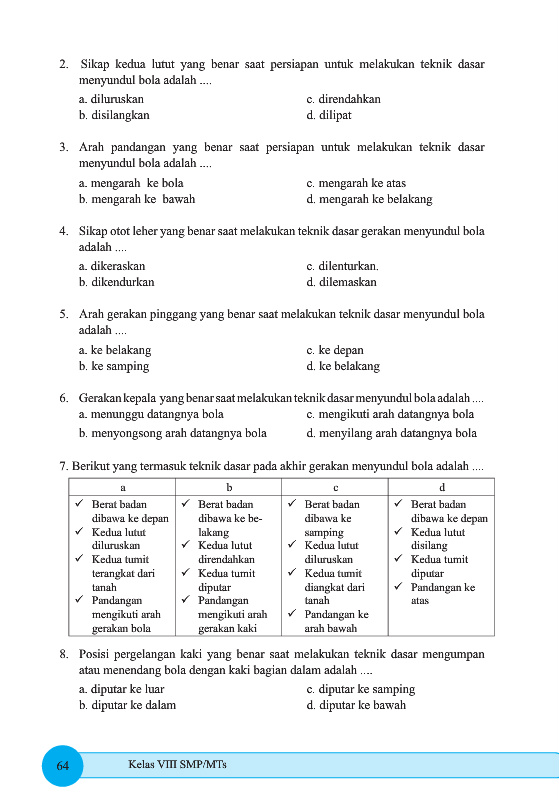 2. Sikap kedua lutut yang benar saat persiapan untuk melakukan teknik dasar
menyundul bola adalah ....
a. diluruskan
c. direndahkan
b. disilangkan
d. dilipat
3. Arah pandangan yang benar saat persiapan untuk melakukan teknik dasar
menyundul bola adalah ....
a. mengarah ke bola
c. mengarah ke atas
b. mengarah ke bawah
d. mengarah ke belakang
4. Sikap otot leher yang benar saat melakukan teknik dasar gerakan menyundul bola
adalah ....
a. dikeraskan
c. dilenturkan.
b. dikendurkan
d. dilemaskan
5. Arah gerakan pinggang yang benar saat melakukan teknik dasar menyundul bola
adalah ....
a. ke belakang
c. ke depan
b. ke samping
d. ke belakang
6. Gerakan kepala yang benar saat melakukan teknik dasar menyundul bola adalah ....
a. menunggu datangnya bola
c. mengikuti arah datangnya bola
b. menyongsong arah datangnya bola
d. menyilang arah datangnya bola
7. Berikut yang termasuk teknik dasar pada akhir gerakan menyundul bola adalah ....
a
✓ Berat badan
dibawa ke depan
✓ Kedua lutut
diluruskan
✓ Kedua tumit
terangkat dari
tanah
✓ Pandangan
mengikuti arah
gerakan bola
b
✓ Berat badan
dibawa ke be-
lakang
✓ Kedua lutut
direndahkan
✓ Kedua tumit
diputar
✓ Pandangan
mengikuti arah
gerakan kaki
c
✓ Berat badan
dibawa ke
samping
✓ Kedua lutut
diluruskan
✓ Kedua tumit
diangkat dari
tanah
✓ Pandangan ke
arah bawah
d
✓ Berat badan
dibawa ke depan
✓ Kedua lutut
disilang
✓ Kedua tumit
diputar
✓ Pandangan ke
atas
8. Posisi pergelangan kaki yang benar saat melakukan teknik dasar mengumpan
atau menendang bola dengan kaki bagian dalam adalah ....
a. diputar ke luar
c. diputar ke samping
b. diputar ke dalam
d. diputar ke bawah
64
Kelas VIII SMP/MTs